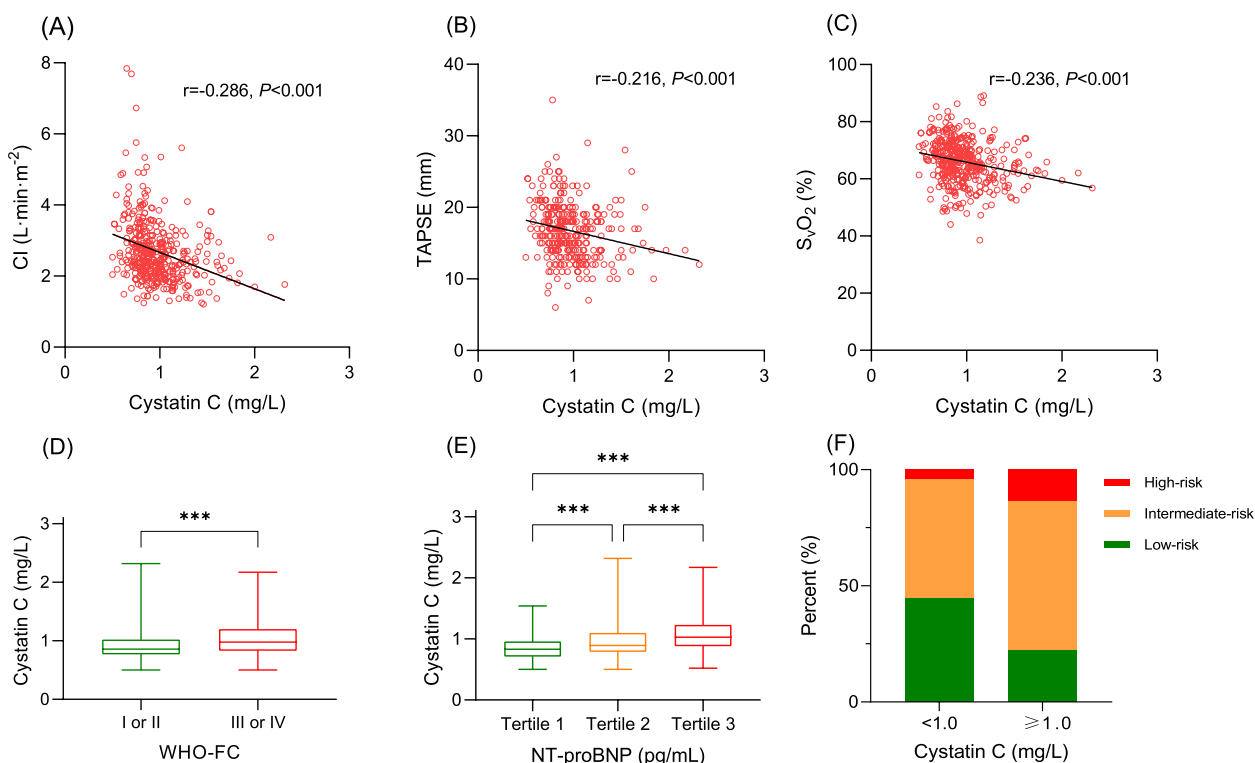 (A)
r=-0.286, P<0.001
CI (L·min·m-2)
8
6
4
2
0
0 1 2 3
Cystatin C (mg/L)
(B)
r=-0.216, P<0.001
TAPSE (mm)
40
30
20
10
0
0 1 2 3
Cystatin C (mg/L)
(C)
r=-0.236, P<0.001
SvO2 (%)
100
80
60
40
20
0
0 1 2 3
Cystatin C (mg/L)
(D)
***
Cystatin C (mg/L)
3
2
1
0
I or II III or IV
WHO-FC
(E)
***
*** ***
Cystatin C (mg/L)
3
2
1
0
Tertile 1 Tertile 2 Tertile 3
NT-proBNP (pg/mL)
(F)
Percent (%)
100
50
0
<1.0 ≥1.0
Cystatin C (mg/L)
High-risk
Intermediate-risk
Low-risk